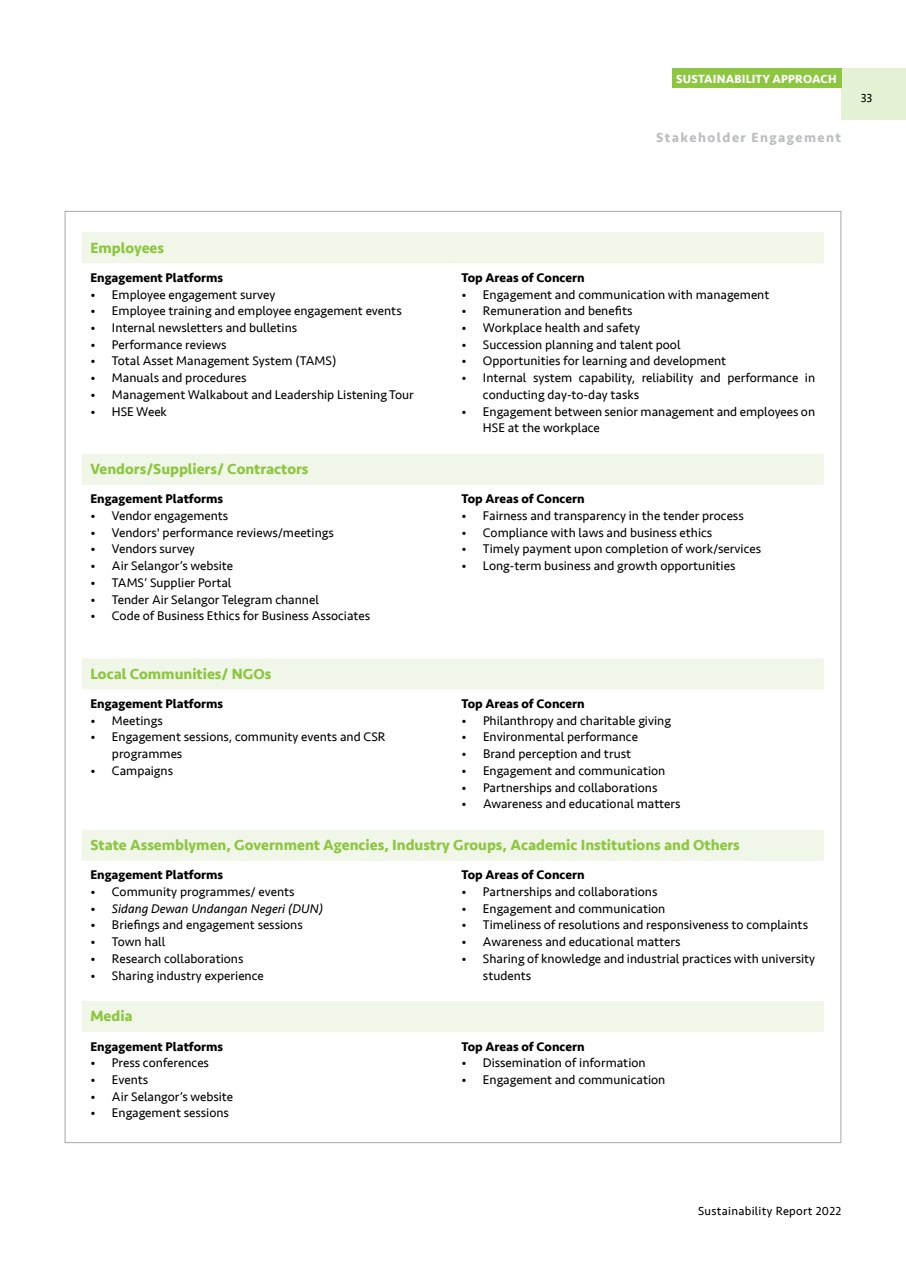 SUSTAINABILITY APPROACH
33
Stakeholder Engagement
Employees
Engagement Platforms
• Employee engagement survey
• Employee training and employee engagement events
• Internal newsletters and bulletins
• Performance reviews
• Total Asset Management System (TAMS)
• Manuals and procedures
• Management Walkabout and Leadership Listening Tour
• HSE Week
Top Areas of Concern
• Engagement and communication with management
• Remuneration and benefits
• Workplace health and safety
• Succession planning and talent pool
• Opportunities for learning and development
• Internal system capability, reliability and performance in
conducting day-to-day tasks
• Engagement between senior management and employees on
HSE at the workplace
Vendors/Suppliers/ Contractors
Engagement Platforms
• Vendor engagements
• Vendors' performance reviews/meetings
• Vendors survey
• Air Selangor’s website
• TAMS’ Supplier Portal
• Tender Air Selangor Telegram channel
• Code of Business Ethics for Business Associates
Top Areas of Concern
• Fairness and transparency in the tender process
• Compliance with laws and business ethics
• Timely payment upon completion of work/services
• Long-term business and growth opportunities
Local Communities/ NGOs
Engagement Platforms
• Meetings
• Engagement sessions, community events and CSR
programmes
• Campaigns
Top Areas of Concern
• Philanthropy and charitable giving
• Environmental performance
• Brand perception and trust
• Engagement and communication
• Partnerships and collaborations
• Awareness and educational matters
State Assemblymen, Government Agencies, Industry Groups, Academic Institutions and Others
Engagement Platforms
• Community programmes/ events
• Sidang Dewan Undangan Negeri (DUN)
• Briefings and engagement sessions
• Town hall
• Research collaborations
• Sharing industry experience
Top Areas of Concern
• Partnerships and collaborations
• Engagement and communication
• Timeliness of resolutions and responsiveness to complaints
• Awareness and educational matters
• Sharing of knowledge and industrial practices with university
students
Media
Engagement Platforms
• Press conferences
• Events
• Air Selangor’s website
• Engagement sessions
Top Areas of Concern
• Dissemination of information
• Engagement and communication
Sustainability Report 2022